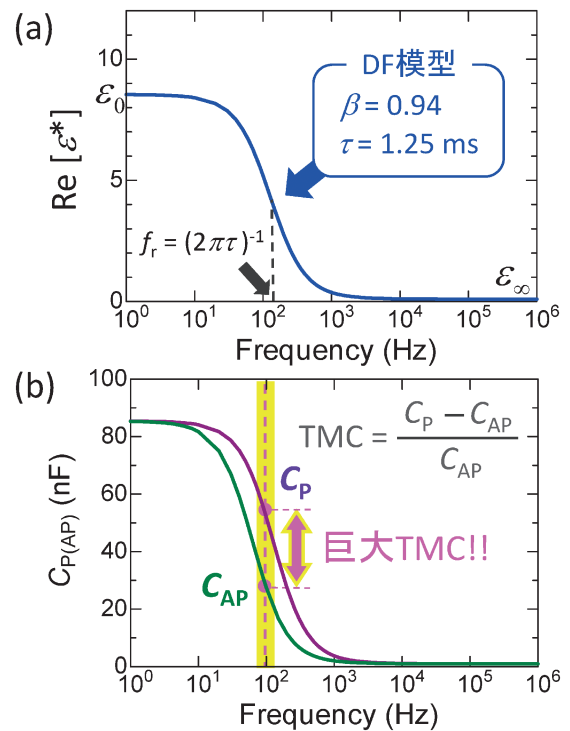 (a)
Re [ε*]
10
5
0
ε0
DF模型
β = 0.94
τ = 1.25 ms
fr = (2πτ)-1
ε∞
10^0 10^1 10^2 10^3 10^4 10^5 10^6
Frequency (Hz)
(b)
CP(AP) (nF)
100
80
60
40
20
0
TMC = CP − CAP
CAP
CP
巨大TMC!!
CAP
10^0 10^1 10^2 10^3 10^4 10^5 10^6
Frequency (Hz)